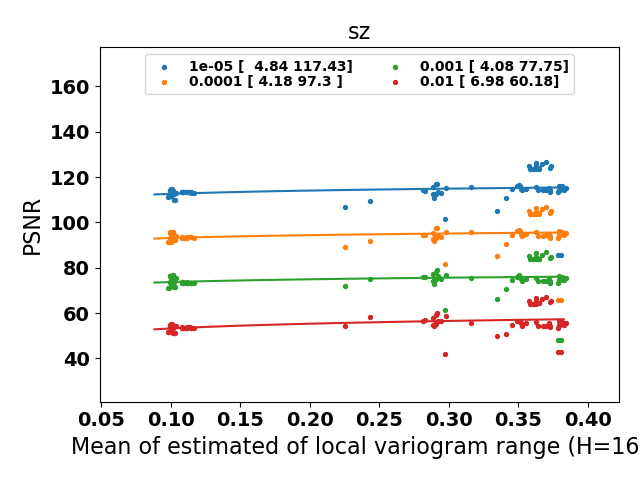 sz
1e-05 [  4.84 117.43]
0.0001 [ 4.18 97.3 ]
0.001 [ 4.08 77.75]
0.01 [ 6.98 60.18]
PSNR
160
140
120
100
80
60
40
0.05 0.10 0.15 0.20 0.25 0.30 0.35 0.40
Mean of estimated of local variogram range (H=16